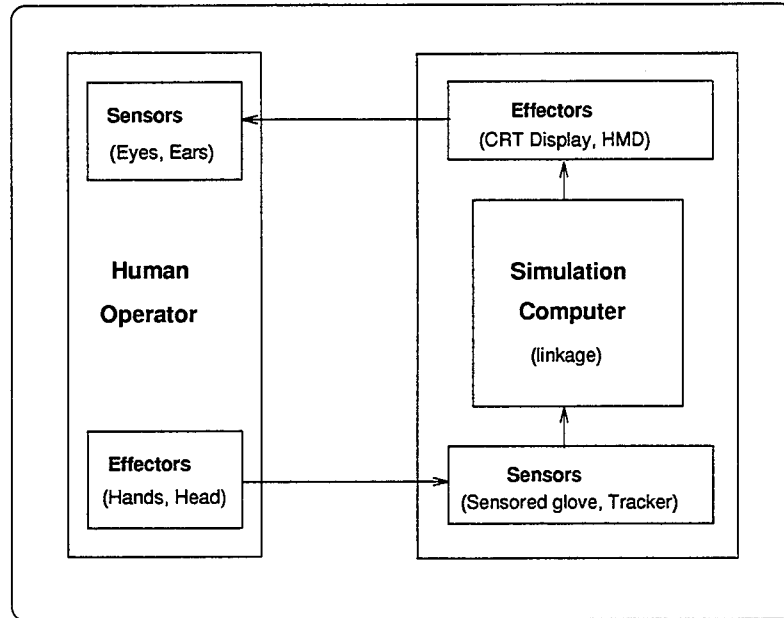 Sensors
(Eyes, Ears)
Human
Operator
Effectors
(Hands, Head)
Effectors
(CRT Display, HMD)
Simulation
Computer
(linkage)
Sensors
(Sensored glove, Tracker)